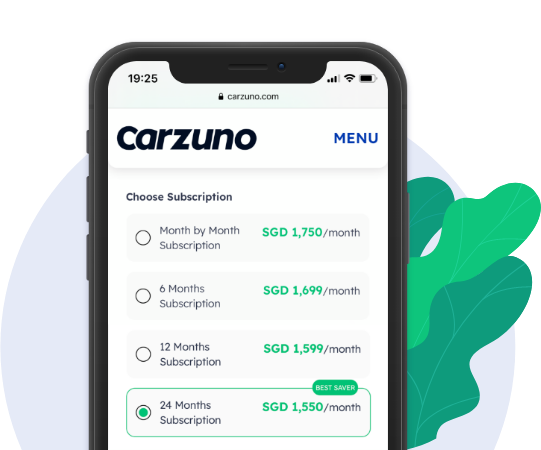 19:25
carzuno.com
Carzuno MENU
Choose Subscription
Month by Month SGD 1,750/month
Subscription
6 Months SGD 1,699/month
Subscription
12 Months SGD 1,599/month
Subscription
BEST SAVER
24 Months SGD 1,550/month
Subscription